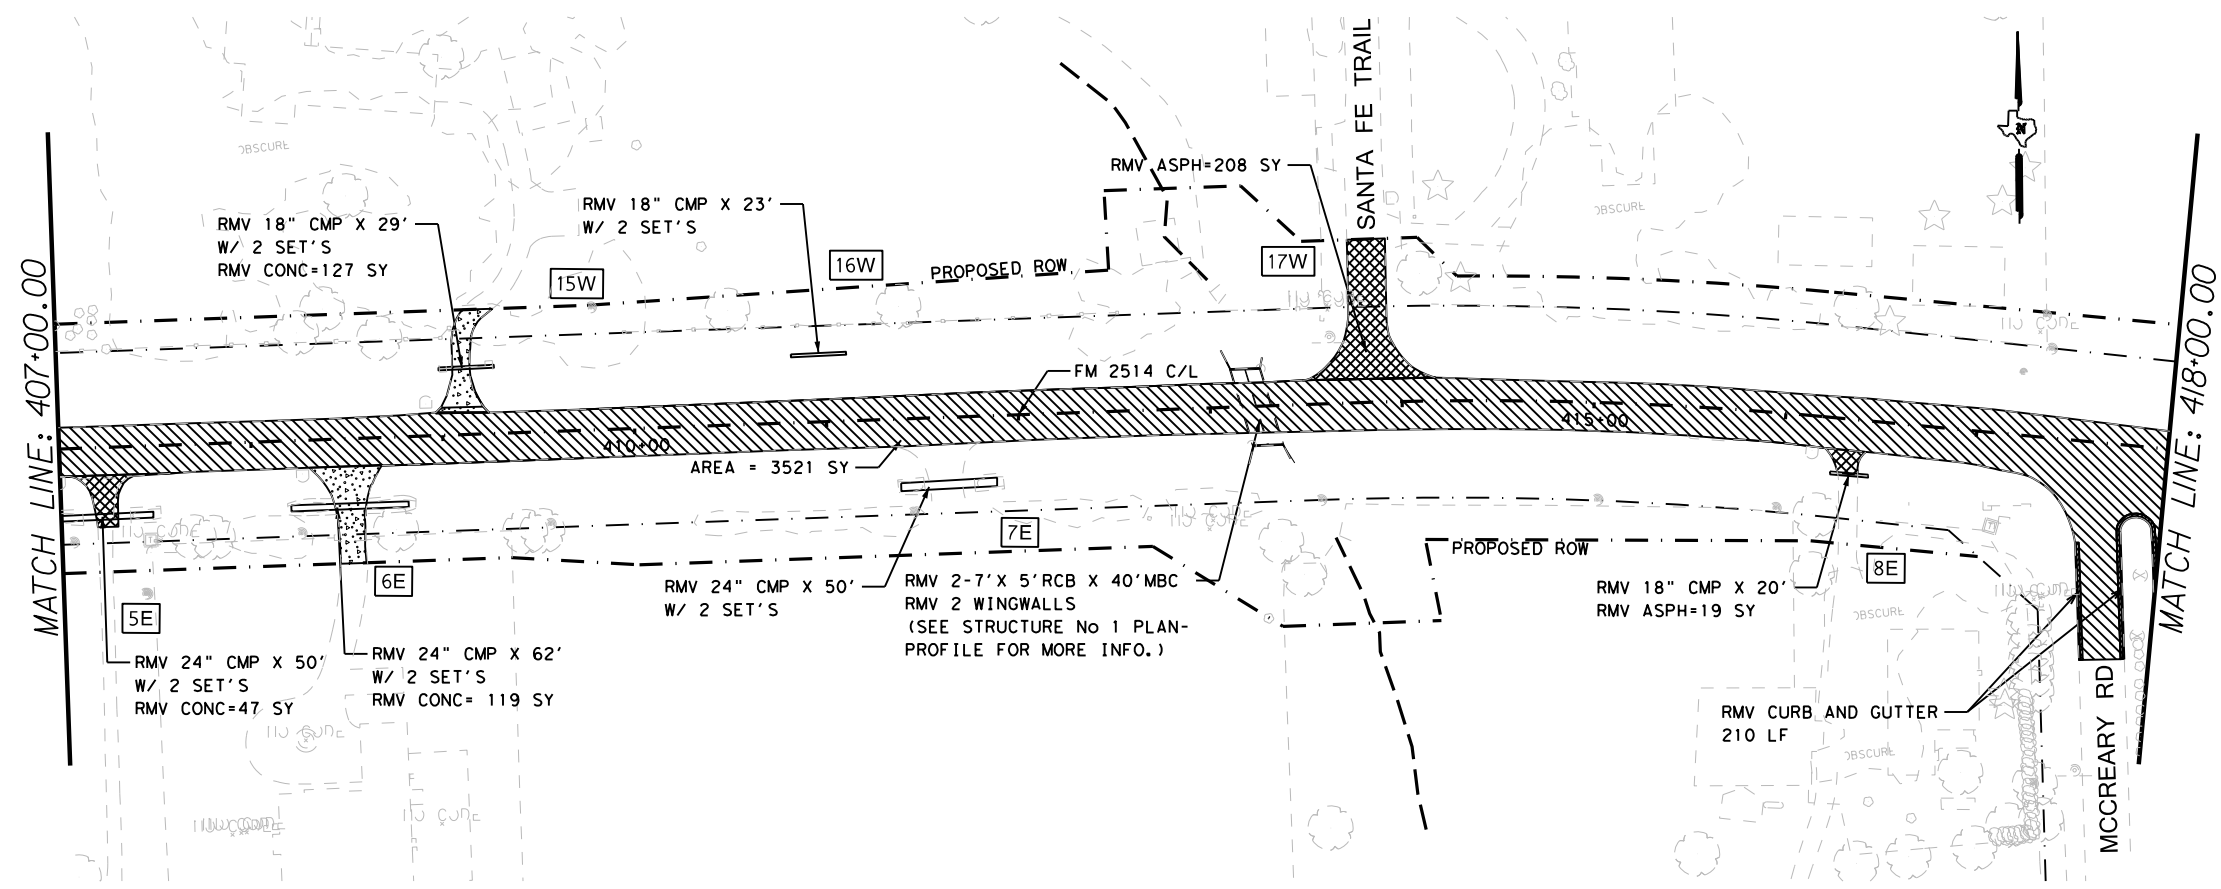 SANTA FE TRAIL
N
OBSCURE
OBSCURE
RMV ASPH=208 SY
RMV 18" CMP X 29'
W/ 2 SET'S
RMV CONC=127 SY
RMV 18" CMP X 23'
W/ 2 SET'S
15W
16W
PROPOSED ROW
17W
MATCH LINE: 407+00.00
MATCH LINE: 418+00.00
FM 2514 C/L
410+00
415+00
AREA = 3521 SY
5E
6E
7E
8E
PROPOSED ROW
RMV 24" CMP X 50'
W/ 2 SET'S
RMV CONC=47 SY
RMV 24" CMP X 62'
W/ 2 SET'S
RMV CONC= 119 SY
RMV 24" CMP X 50'
W/ 2 SET'S
RMV 2-7'X 5'RCB X 40'MBC
RMV 2 WINGWALLS
(SEE STRUCTURE No 1 PLAN-
PROFILE FOR MORE INFO.)
RMV 18" CMP X 20'
RMV ASPH=19 SY
OBSCURE
RMV CURB AND GUTTER
210 LF
OBSCURE
MCCREARY RD